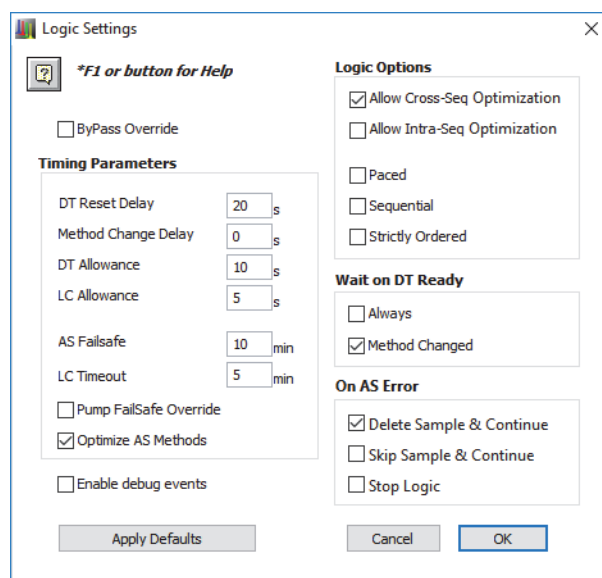 Logic Settings
*F1 or button for Help
ByPass Override
Timing Parameters
DT Reset Delay 20 s
Method Change Delay 0 s
DT Allowance 10 s
LC Allowance 5 s
AS Failsafe 10 min
LC Timeout 5 min
Pump FailSafe Override
Optimize AS Methods
Enable debug events
Apply Defaults
Logic Options
Allow Cross-Seq Optimization
Allow Intra-Seq Optimization
Paced
Sequential
Strictly Ordered
Wait on DT Ready
Always
Method Changed
On AS Error
Delete Sample & Continue
Skip Sample & Continue
Stop Logic
Cancel OK